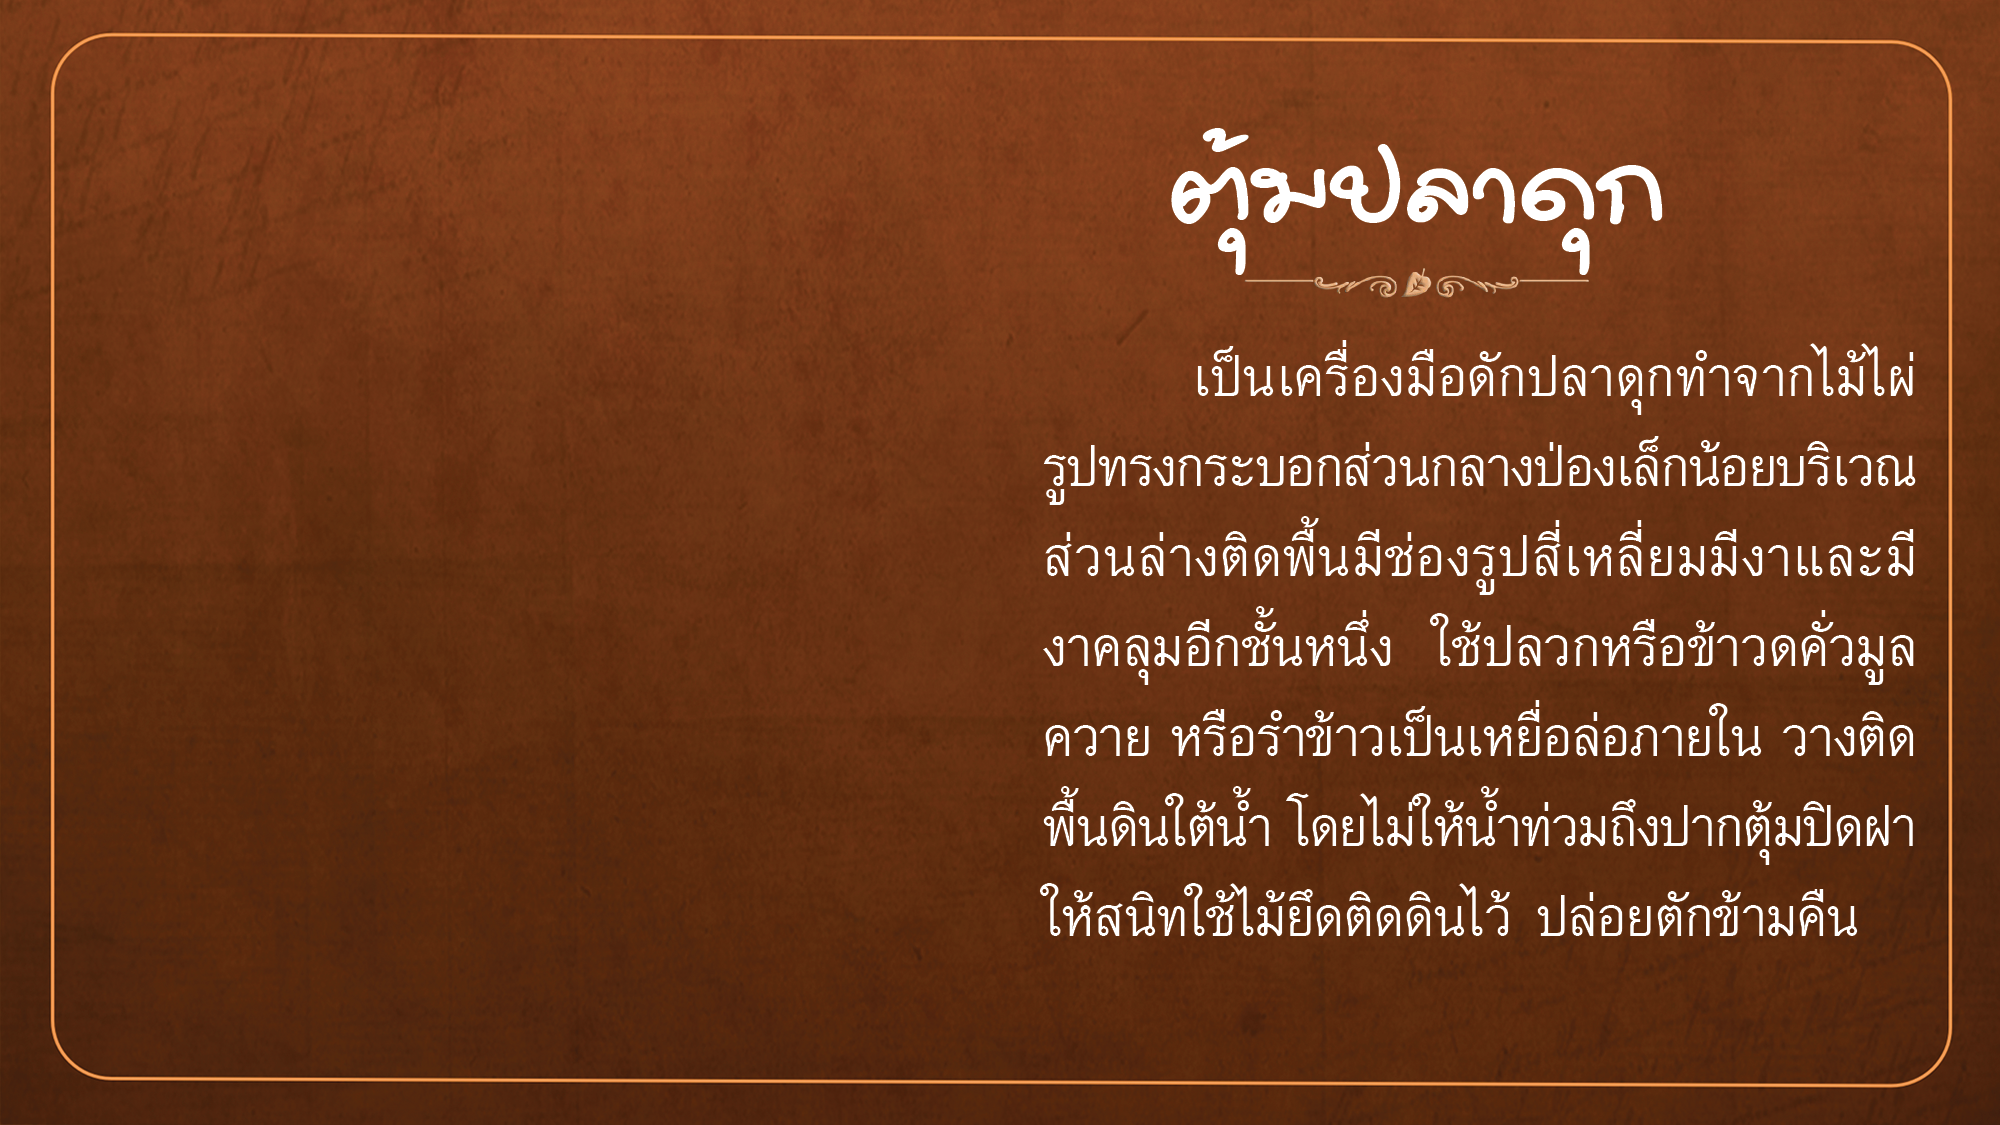 ตุ้มปลาดุก
เป็นเครื่องมือดักปลาดุกทำจากไม้ไผ่
รูปทรงกระบอกส่วนกลางป่องเล็กน้อยบริเวณ
ส่วนล่างติดพื้นมีช่องรูปสี่เหลี่ยมมีงาและมี
งาคลุมอีกชั้นหนึ่ง ใช้ปลวกหรือข้าวดคั่วมูล
ควาย หรือรำข้าวเป็นเหยื่อล่อภายใน วางติด
พื้นดินใต้น้ำ โดยไม่ให้น้ำท่วมถึงปากตุ้มปิดฝา
ให้สนิทใช้ไม้ยึดติดดินไว้ ปล่อยตักข้ามคืน